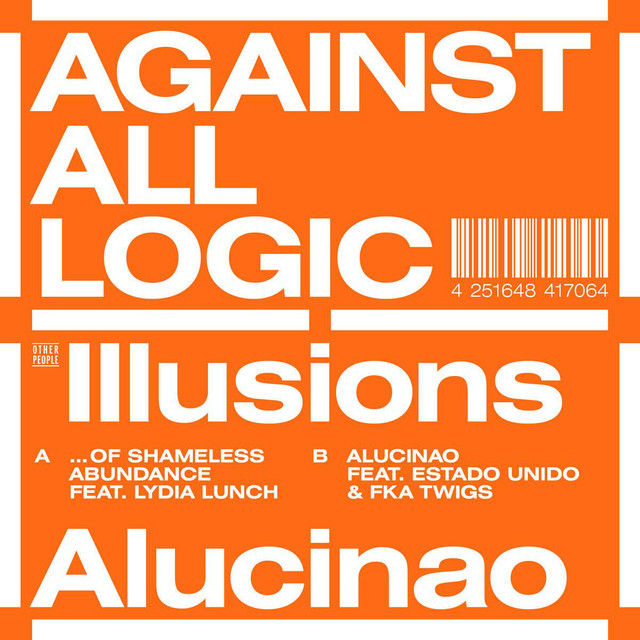 AGAINST
ALL
LOGIC
4 251648 417064
OTHER
PEOPLE
Illusions
A ...OF SHAMELESS
ABUNDANCE
FEAT. LYDIA LUNCH
B ALUCINAO
FEAT. ESTADO UNIDO
& FKA TWIGS
Alucinao